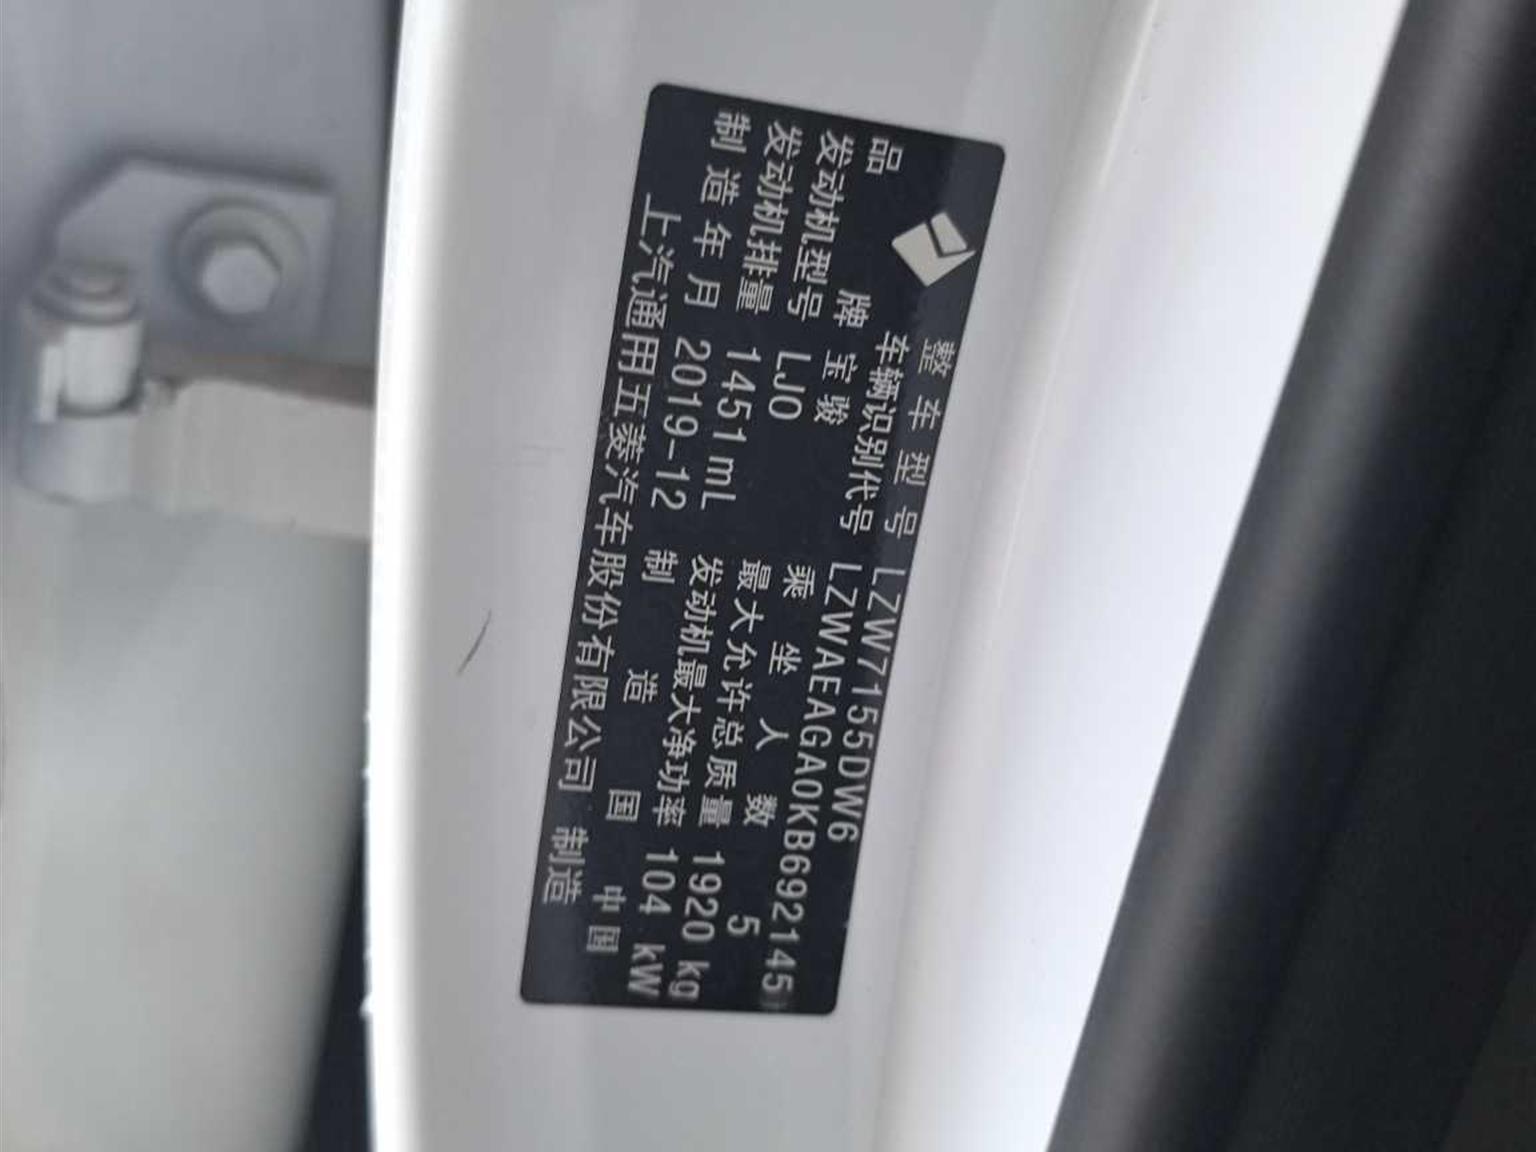 整车型号 LZW7155DW6
车辆识别代号 LZWAEAGA0KB692145
品牌 宝骏 乘坐人数 5
发动机型号 LJO 最大允许总质量 1920 kg
发动机排量 1451mL 发动机最大净功率 104 kW
制造年月 2019-12 制造国 中国
上汽通用五菱汽车股份有限公司 制造